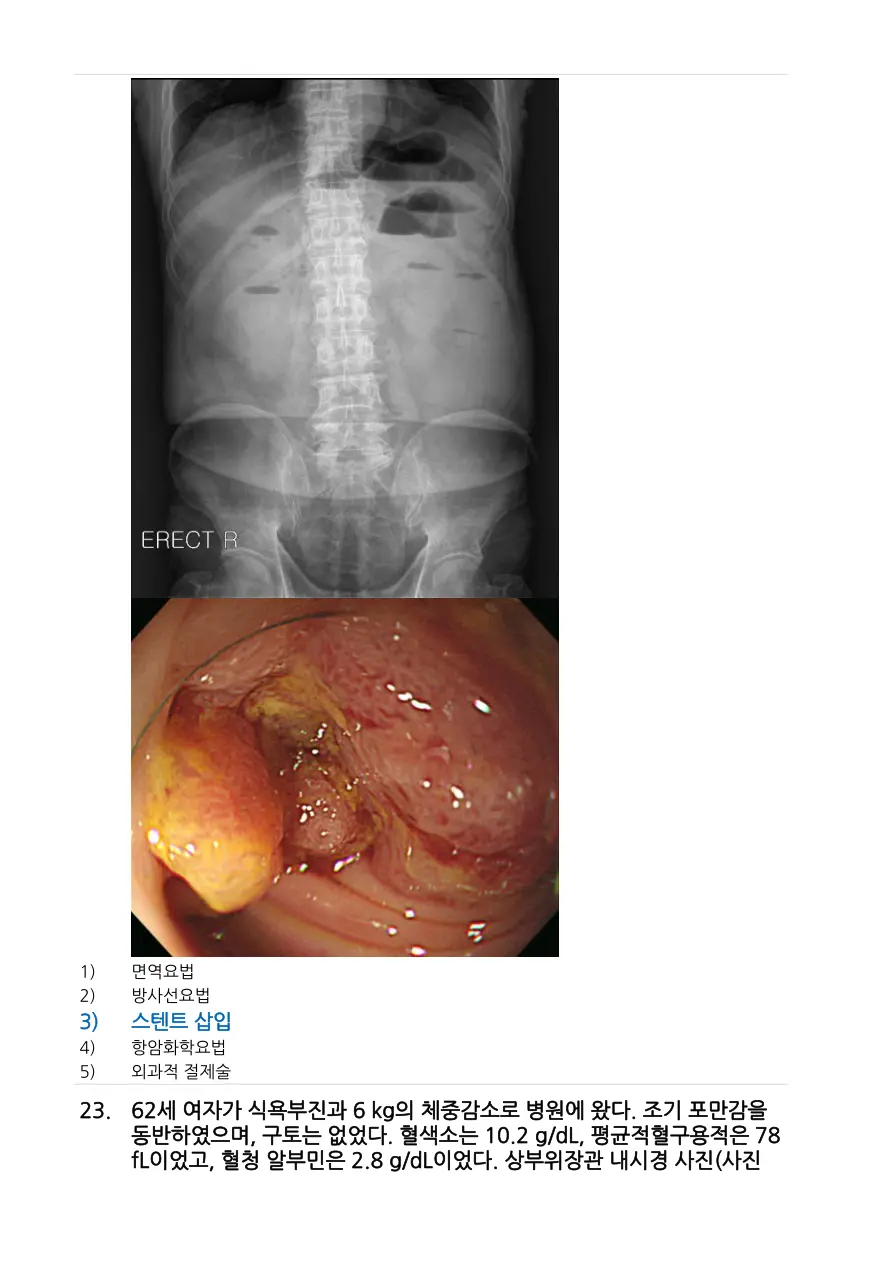 ERECT R
1) 면역요법
2) 방사선요법
3) 스텐트 삽입
4) 항암화학요법
5) 외과적 절제술
23. 62세 여자가 식욕부진과 6 kg의 체중감소로 병원에 왔다. 조기 포만감을
동반하였으며, 구토는 없었다. 혈색소는 10.2 g/dL, 평균적혈구용적은 78
fL이었고, 혈청 알부민은 2.8 g/dL이었다. 상부위장관 내시경 사진(사진